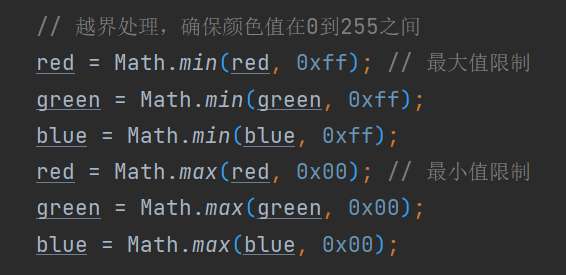 // 越界处理，确保颜色值在0到255之间
red = Math.min(red, 0xff); // 最大值限制
green = Math.min(green, 0xff);
blue = Math.min(blue, 0xff);
red = Math.max(red, 0x00); // 最小值限制
green = Math.max(green, 0x00);
blue = Math.max(blue, 0x00);